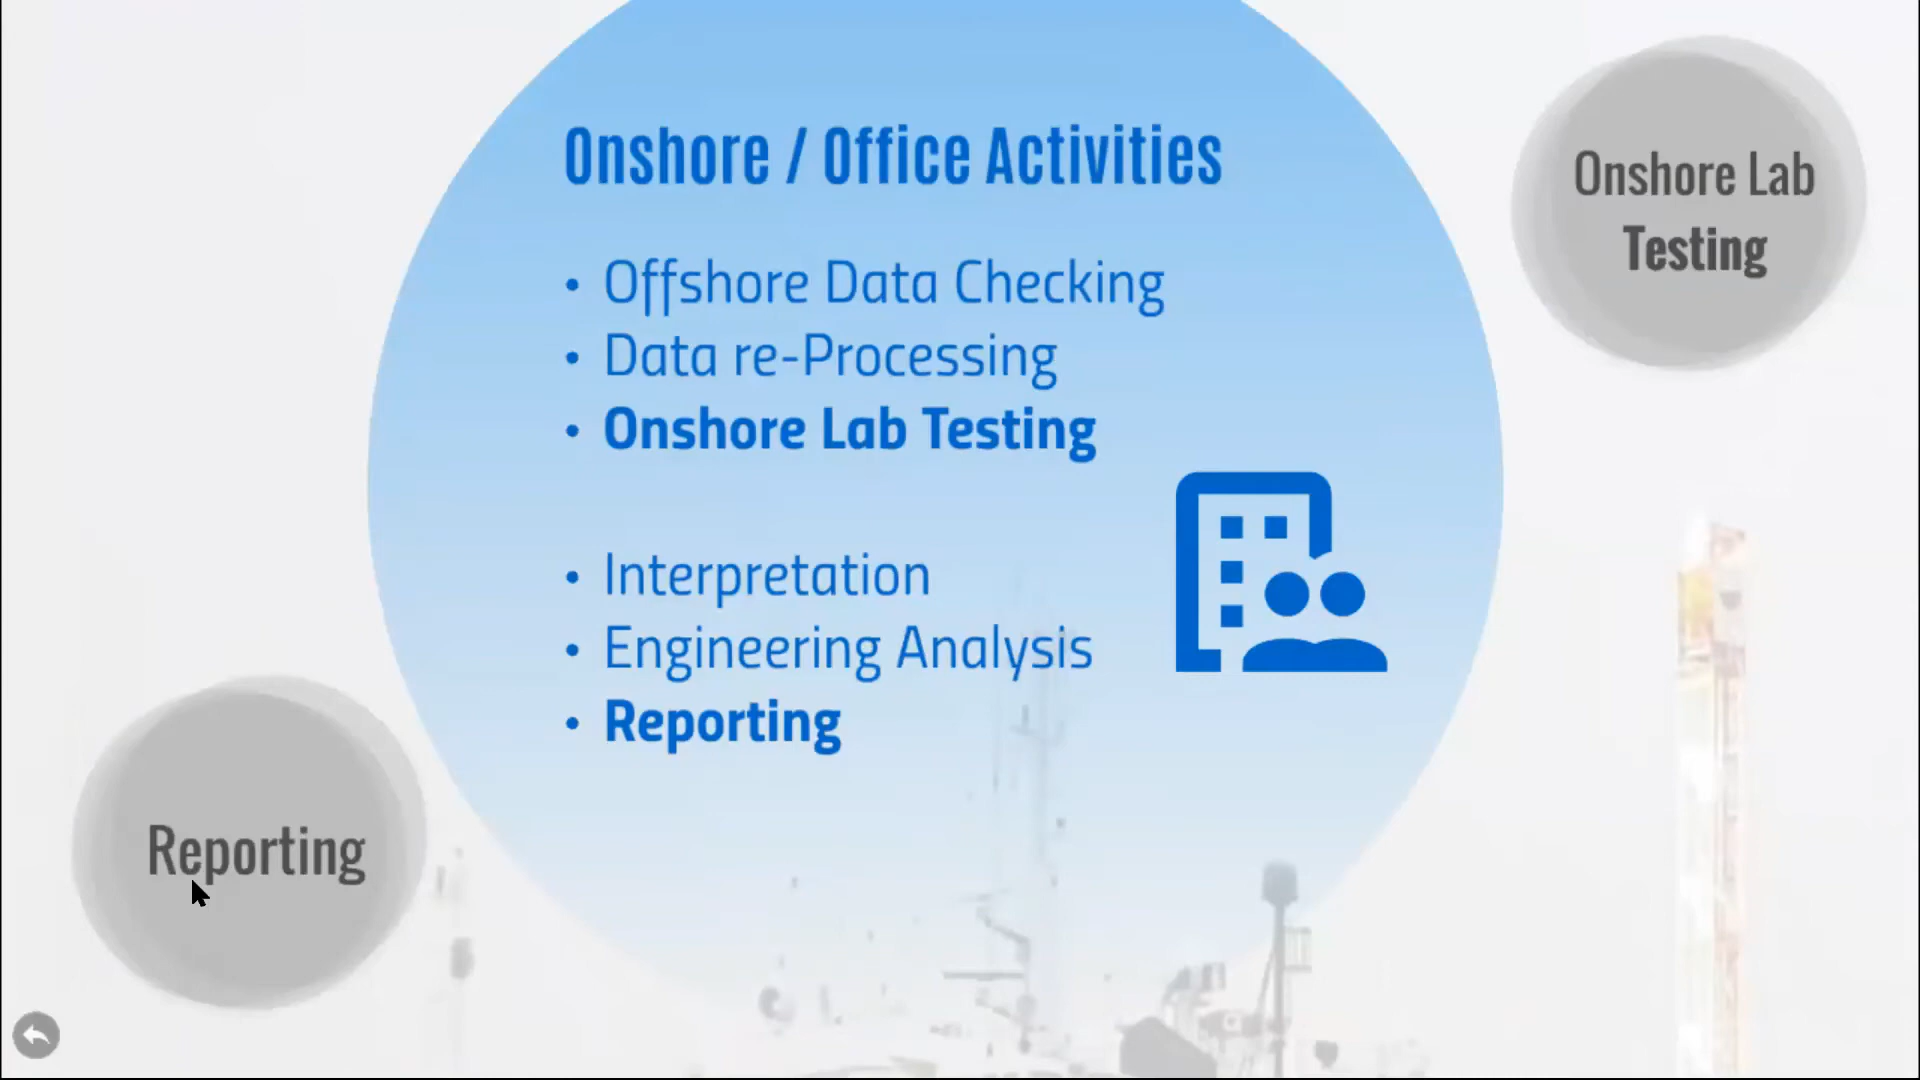 Onshore / Office Activities
• Offshore Data Checking
• Data re-Processing
• Onshore Lab Testing
• Interpretation
• Engineering Analysis
• Reporting
Onshore Lab
Testing
Reporting